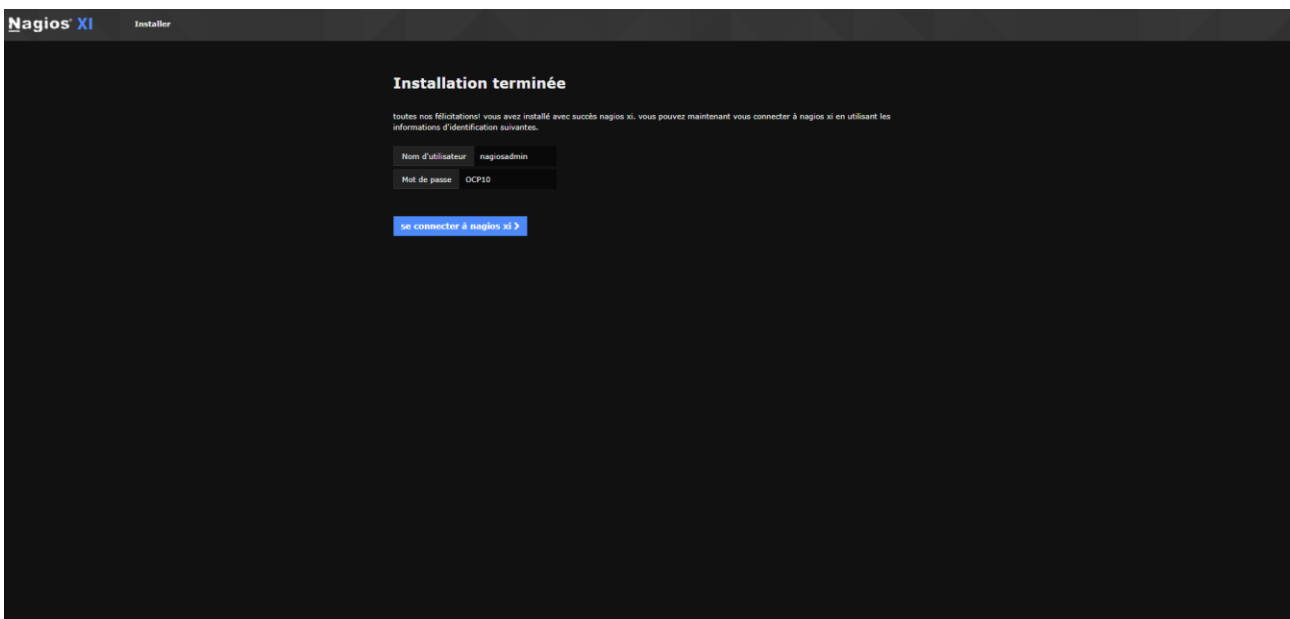 Nagios® XI Installer
Installation terminée
toutes nos félicitations! vous avez installé avec succès nagios xi. vous pouvez maintenant vous connecter à nagios xi en utilisant les
informations d'identification suivantes.
Nom d'utilisateur nagiosadmin
Mot de passe OCP10
se connecter à nagios xi >